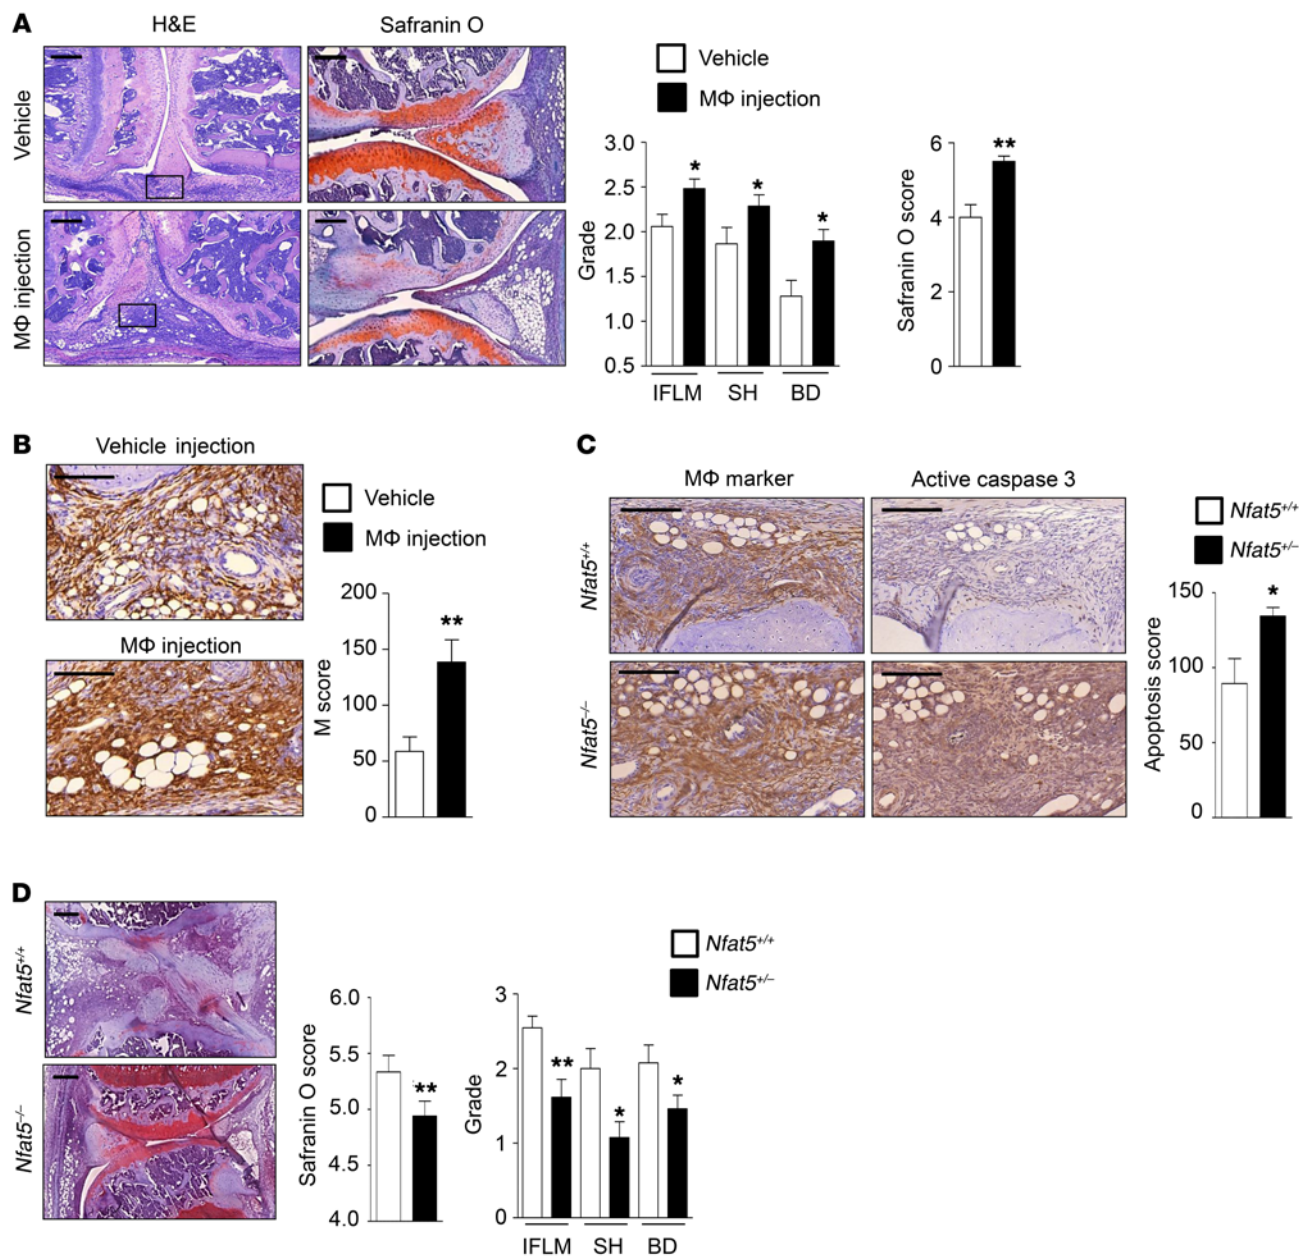 A
H&E
Safranin O
Vehicle
MΦ injection
Vehicle
MΦ injection
Grade
3.0
2.5
2.0
1.5
1.0
0.5
*
*
*
IFLM
SH
BD
Safranin O score
6
4
2
0
**
B
Vehicle injection
MΦ injection
Vehicle
MΦ injection
M score
200
150
100
50
0
**
C
MΦ marker
Active caspase 3
Nfat5+/+
Nfat5–/–
Nfat5+/+
Nfat5+/–
Apoptosis score
150
100
50
0
*
D
Nfat5+/+
Nfat5–/–
Safranin O score
6.0
5.5
5.0
4.5
4.0
**
Grade
3
2
1
0
**
*
*
IFLM
SH
BD
Nfat5+/+
Nfat5+/–